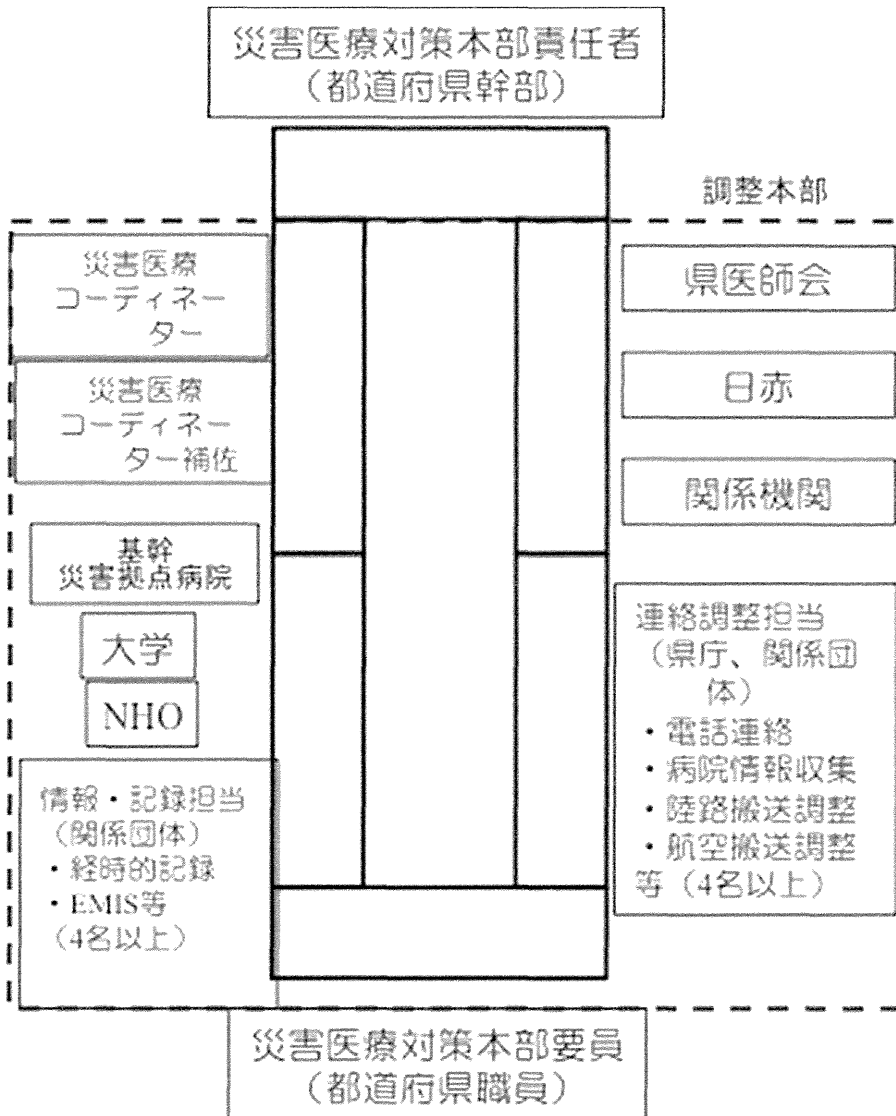 災害医療対策本部責任者
（都道府県幹部）
調整本部
災害医療
コーディネー
ター
災害医療
コーディネー
ター補佐
基幹
災害拠点病院
大学
NHO
情報・記録担当
（関係団体）
・経時的記録
・EMIS等
（4名以上）
県医師会
日赤
関係機関
連絡調整担当
（県庁、関係団
体）
・電話連絡
・病院情報収集
・陸路搬送調整
・航空搬送調整
等（4名以上）
災害医療対策本部要員
（都道府県職員）